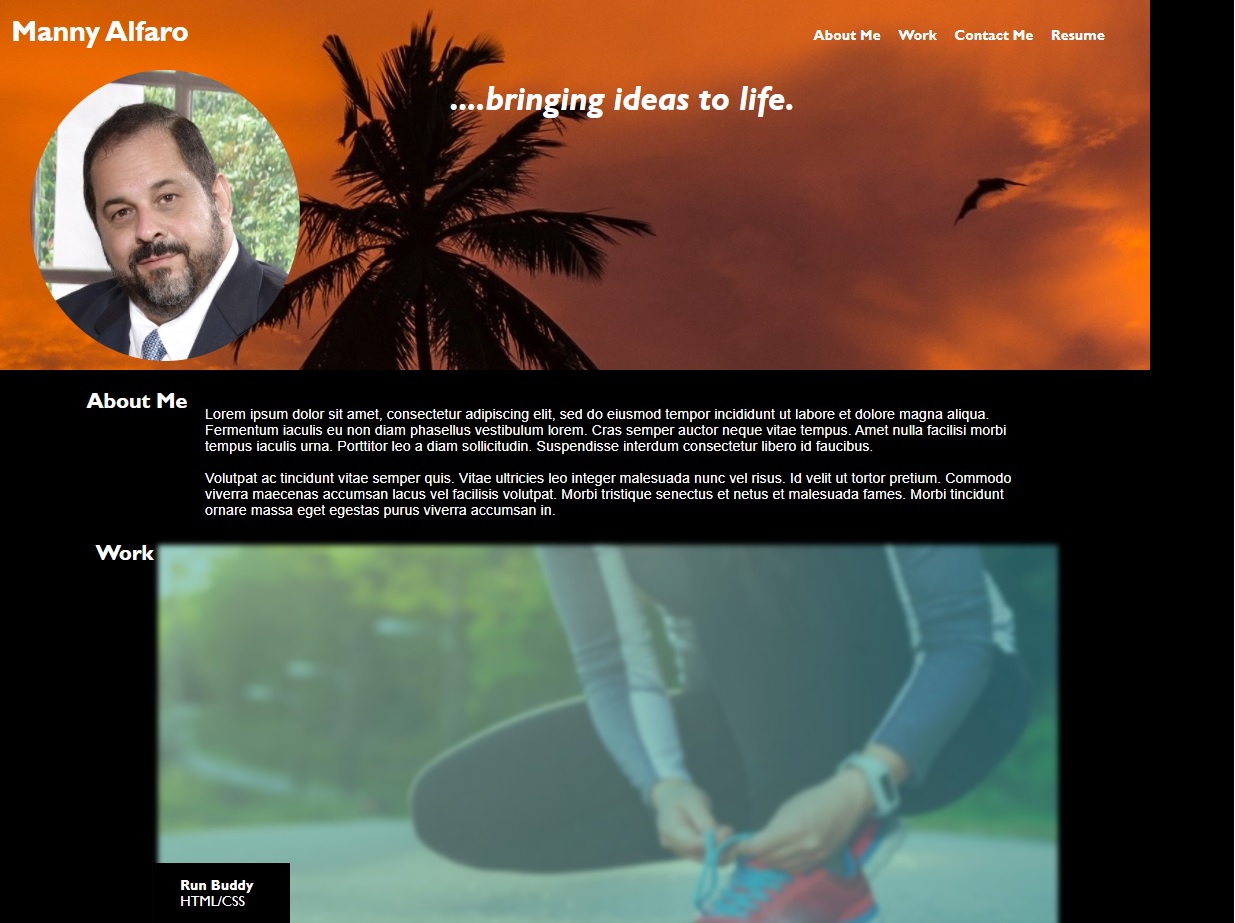 Manny Alfaro
About Me Work Contact Me Resume
....bringing ideas to life.
About Me
Lorem ipsum dolor sit amet, consectetur adipiscing elit, sed do eiusmod tempor incididunt ut labore et dolore magna aliqua.
Fermentum iaculis eu non diam phasellus vestibulum lorem. Cras semper auctor neque vitae tempus. Amet nulla facilisi morbi
tempus iaculis urna. Porttitor leo a diam sollicitudin. Suspendisse interdum consectetur libero id faucibus.
Volutpat ac tincidunt vitae semper quis. Vitae ultricies leo integer malesuada nunc vel risus. Id velit ut tortor pretium. Commodo
viverra maecenas accumsan lacus vel facilisis volutpat. Morbi tristique senectus et netus et malesuada fames. Morbi tincidunt
ornare massa eget egestas purus viverra accumsan in.
Work
Run Buddy
HTML/CSS